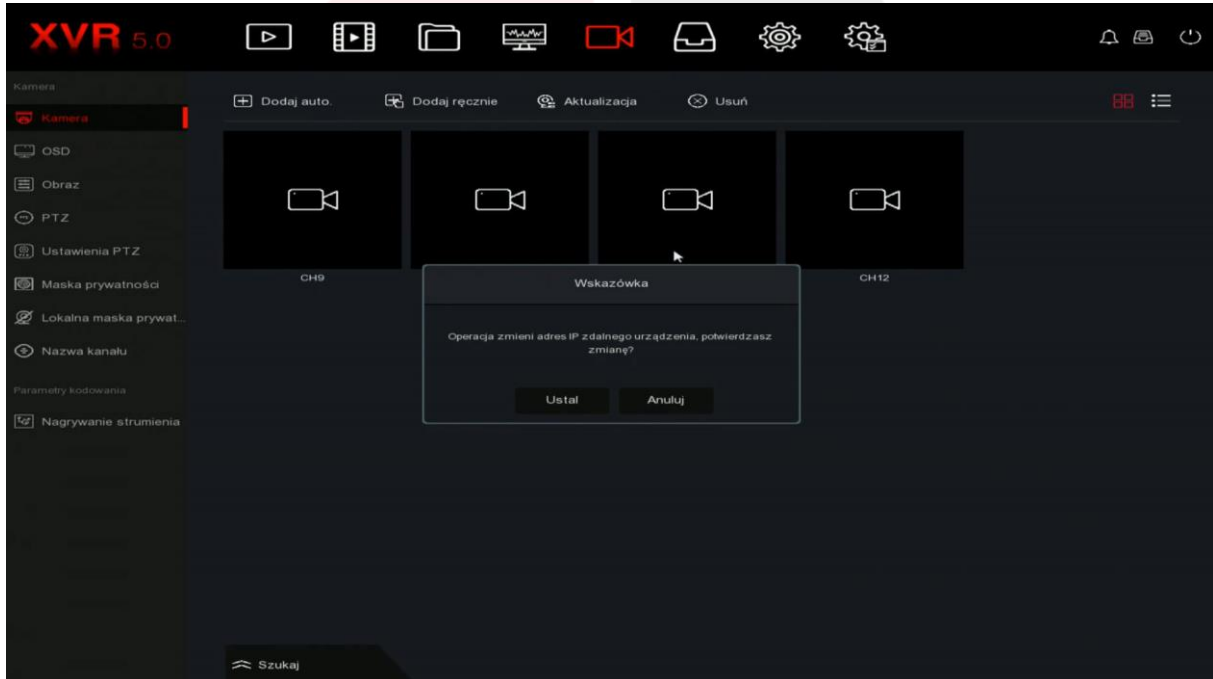 XVR 5.0
Kamera
Kamera
OSD
Obraz
PTZ
Ustawienia PTZ
Maska prywatności
Lokalna maska prywat...
Nazwa kanału
Parametry kodowania
Nagrywanie strumienia
Dodaj auto.
Dodaj ręcznie
Aktualizacja
Usuń
CH9
CH12
Wskazówka
Operacja zmieni adres IP zdalnego urządzenia, potwierdzasz
zmianę?
Ustal
Anuluj
Szukaj